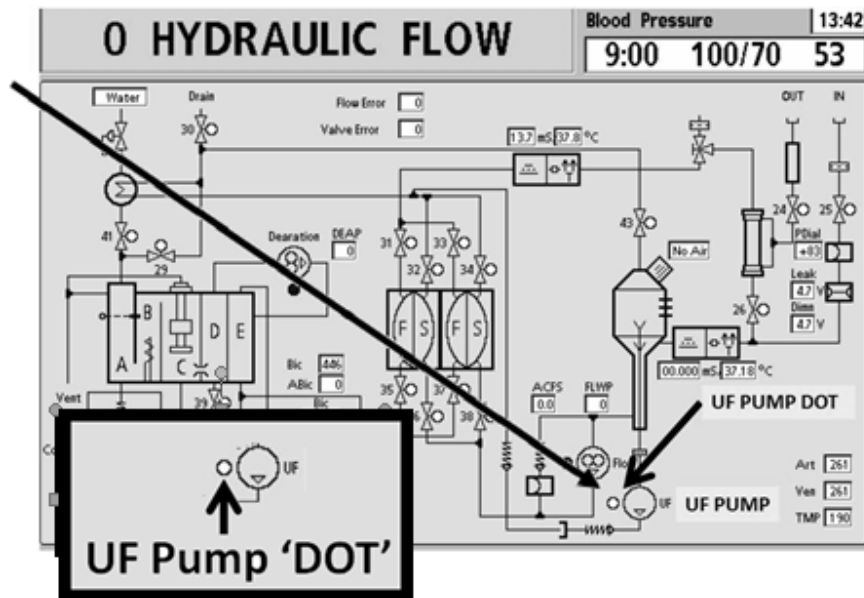 0 HYDRAULIC FLOW
Blood Pressure
13:42
9:00 100/70 53
Water
Drain
Flow Error 0
Valve Error 0
OUT
IN
30
13.7 mS 37.8 °C
41
29
Dearation
DEAP
0
31
33
32
34
43
No Air
24
25
PDial
+83
Leak
4.7 V
Dimn
4.7 V
26
A
B
C
D
E
F S
F S
Bic 446
ABic 0
Bic
Vent
39
35
37
38
ACFS
0.0
FLWP
0
00.000 mS 37.18 °C
UF PUMP DOT
Flo
UF
UF PUMP
Art 261
Ven 261
TMP 190
UF
UF Pump ‘DOT’